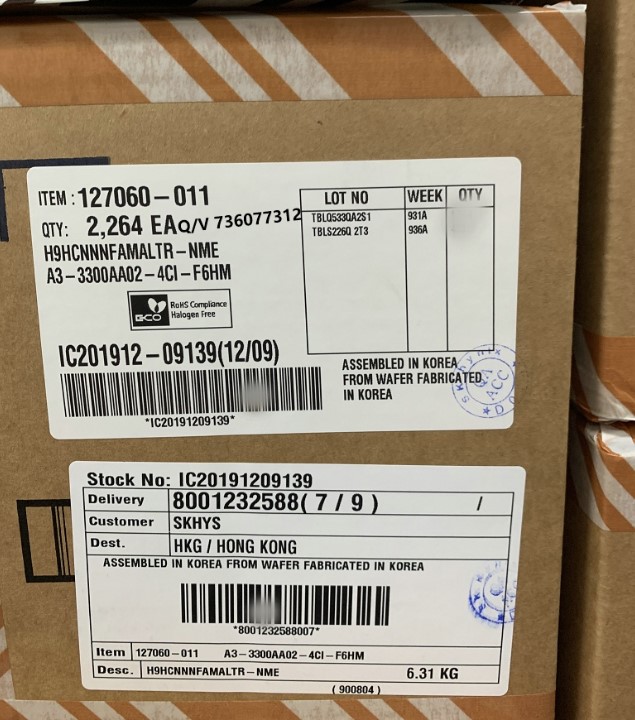 ITEM : 127060-011
QTY: 2,264 EA Q/V 736077312
H9HCNNNFAMALTR-NME
A3-3300AA02-4CI-F6HM
LOT NO WEEK QTY
TBLQ533QA2S1 931A
TBLS226Q 2T3 936A
ECO RoHS Compliance
Halogen Free
IC201912-09139(12/09)
*IC20191209139*
ASSEMBLED IN KOREA
FROM WAFER FABRICATED
IN KOREA
Stock No: IC20191209139
Delivery 8001232588( 7 / 9 ) /
Customer SKHYS
Dest. HKG / HONG KONG
ASSEMBLED IN KOREA FROM WAFER FABRICATED IN KOREA
*8001232588007*
Item 127060-011 A3-3300AA02-4CI-F6HM
Desc. H9HCNNNFAMALTR-NME 6.31 KG
( 900804 )